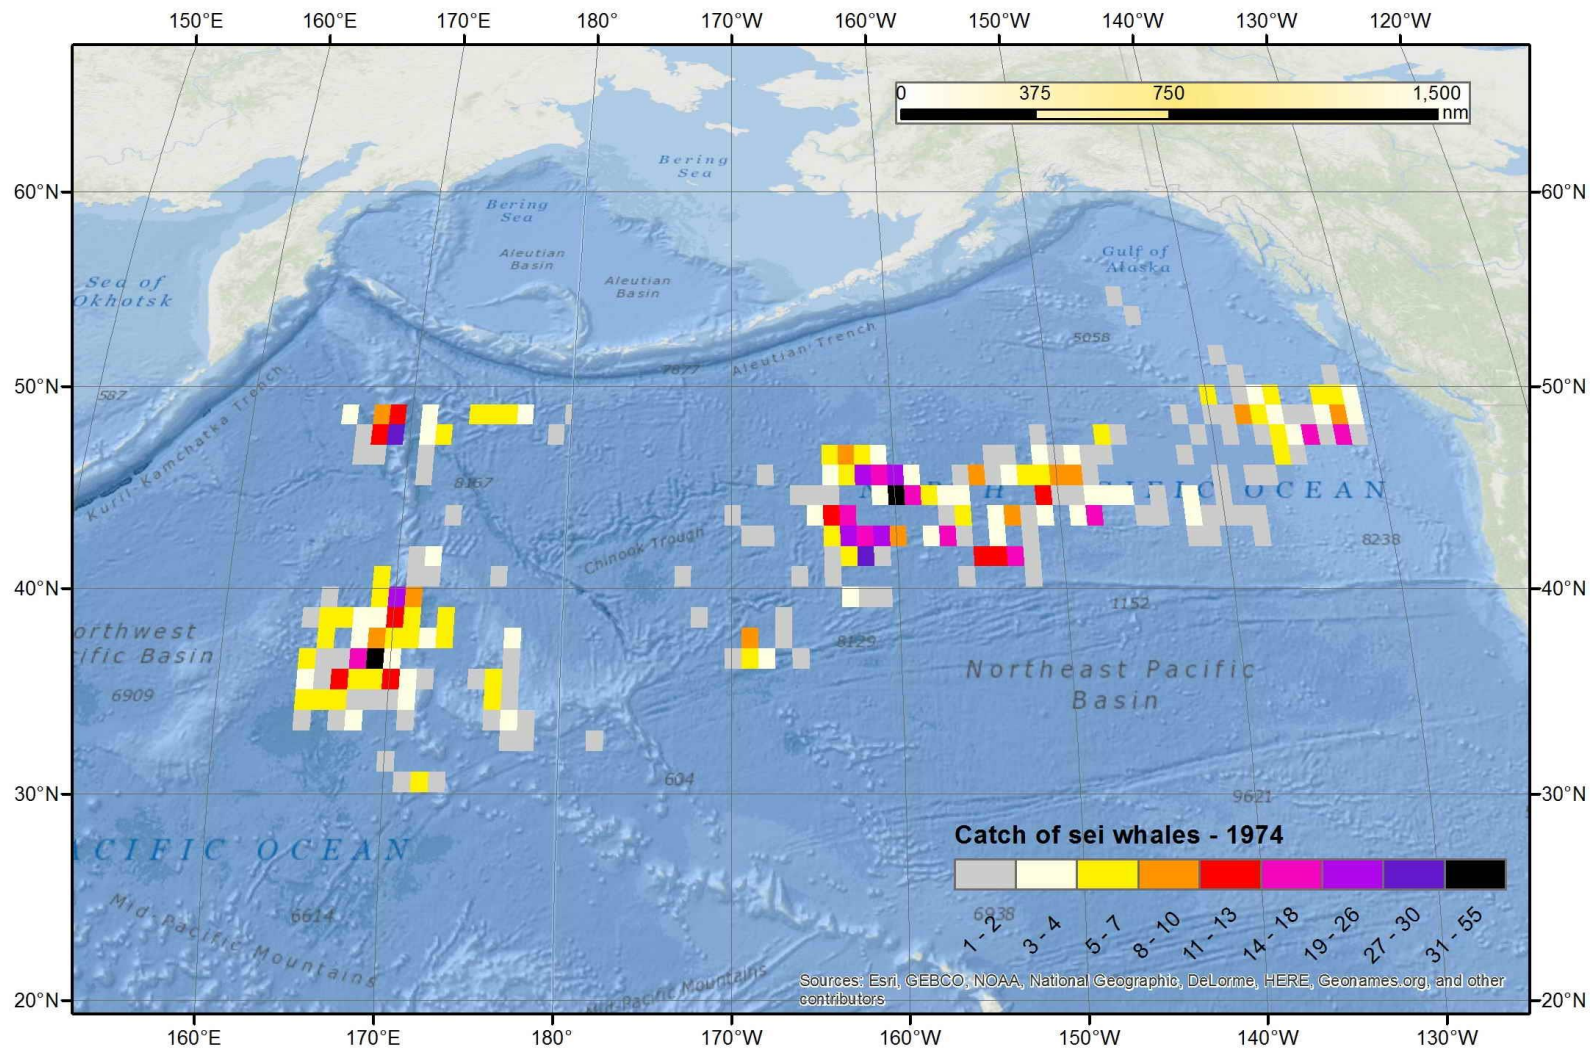 150°E 160°E 170°E 180° 170°W 160°W 150°W 140°W 130°W 120°W
0 375 750 1,500
nm
Bering
Sea
60°N 60°N
Bering
Sea
Aleutian
Basin
Gulf of
Alaska
Sea of
Okhotsk
Aleutian
Basin
Aleutian Trench
5058
7677
50°N 50°N
587
Kuril-Kamchatka Trench
8167
NORTH PACIFIC OCEAN
Chinook Trough
8238
40°N 40°N
1152
orthwest
ific Basin
8129
Northeast Pacific
Basin
6909
604
30°N 30°N
9621
ACIFIC OCEAN
Catch of sei whales - 1974
Mid-Pacific Mountains
6614
6938
1 - 2 3 - 4 5 - 7 8 - 10 11 - 13 14 - 18 19 - 26 27 - 30 31 - 55
Mid-Pacific Mountains
Sources: Esri, GEBCO, NOAA, National Geographic, DeLorme, HERE, Geonames.org, and other
contributors
20°N 20°N
160°E 170°E 180° 170°W 160°W 150°W 140°W 130°W